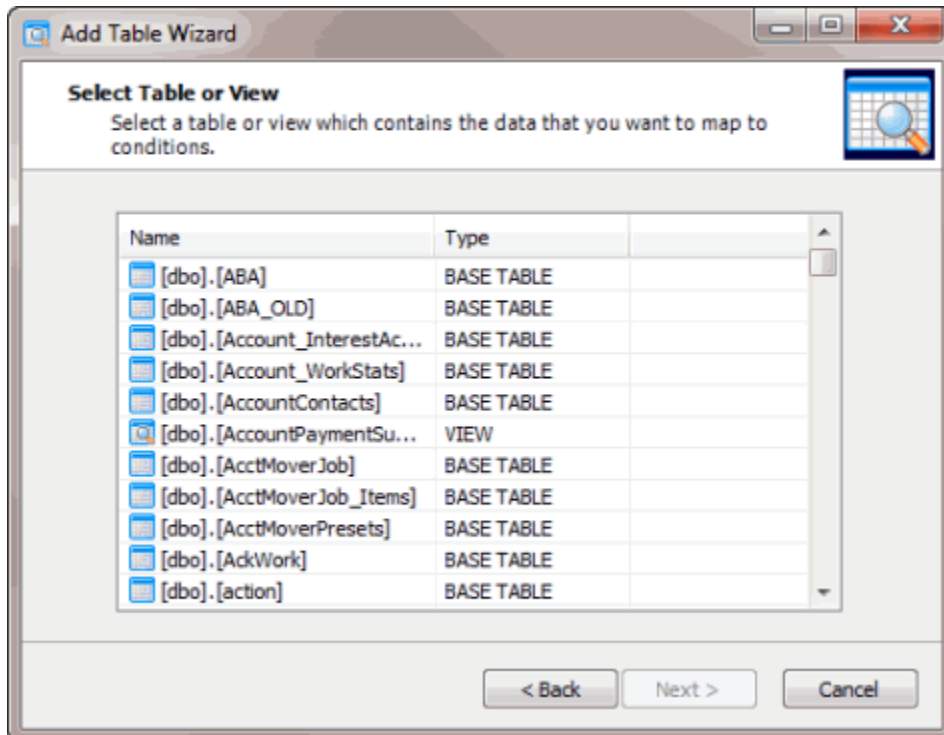 Add Table Wizard
Select Table or View
Select a table or view which contains the data that you want to map to
conditions.
Name Type
[dbo].[ABA] BASE TABLE
[dbo].[ABA_OLD] BASE TABLE
[dbo].[Account_InterestAc... BASE TABLE
[dbo].[Account_WorkStats] BASE TABLE
[dbo].[AccountContacts] BASE TABLE
[dbo].[AccountPaymentSu... VIEW
[dbo].[AcctMoverJob] BASE TABLE
[dbo].[AcctMoverJob_Items] BASE TABLE
[dbo].[AcctMoverPresets] BASE TABLE
[dbo].[AckWork] BASE TABLE
[dbo].[action] BASE TABLE
< Back Next > Cancel